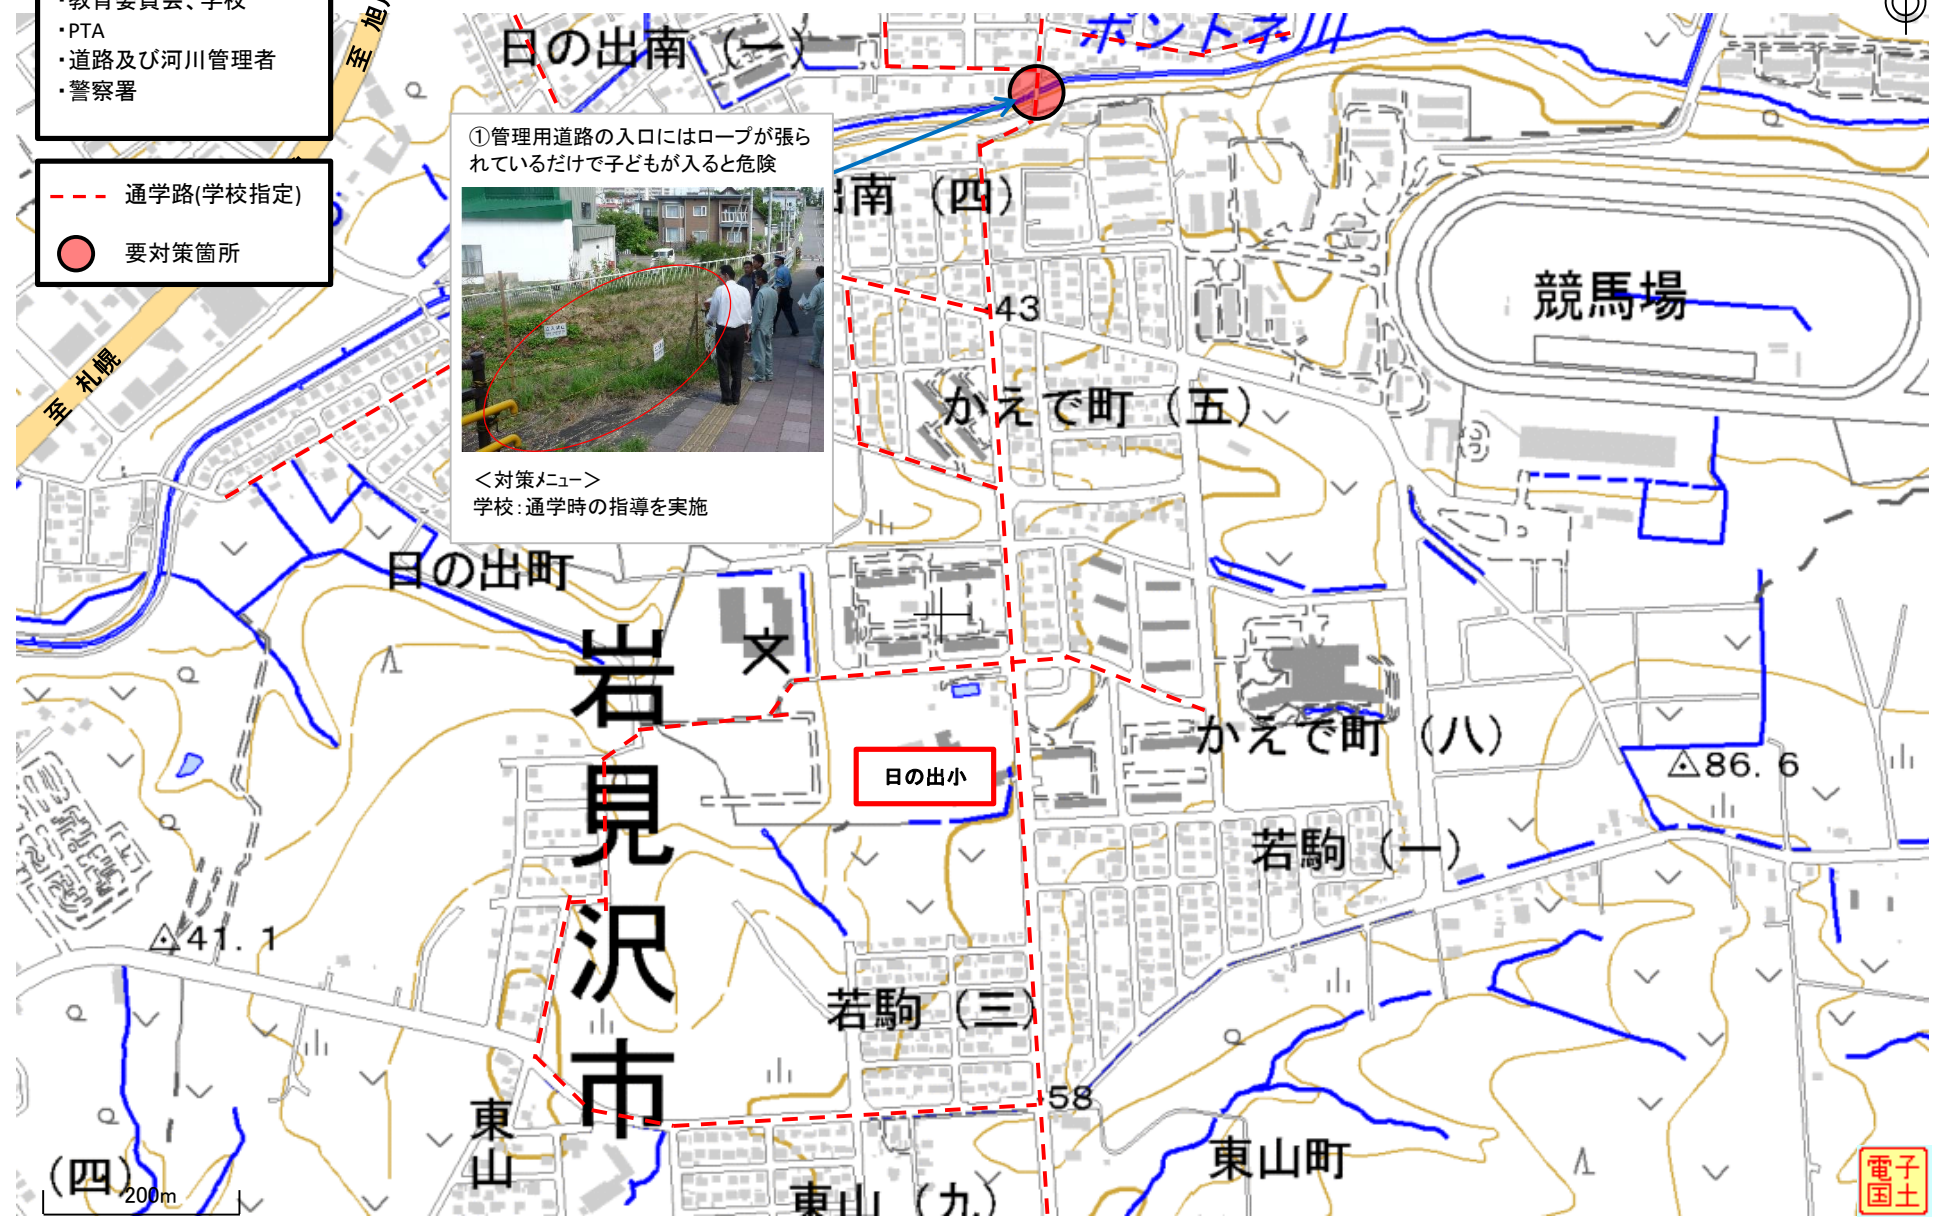 ・教育委員会、学校
・PTA
・道路及び河川管理者
・警察署
通学路(学校指定)
要対策箇所
至 旭川
至 札幌
日の出南(一)
ポントネ川
①管理用道路の入口にはロープが張ら
れているだけで子どもが入ると危険
<対策メニュー>
学校:通学時の指導を実施
南(四)
43
競馬場
かえで町(五)
日の出町
文
岩見沢市
日の出小
かえで町(八)
86.6
若駒(一)
41.1
若駒(三)
58
東山
東山町
(四)
200m
東山(九)
電子
国土